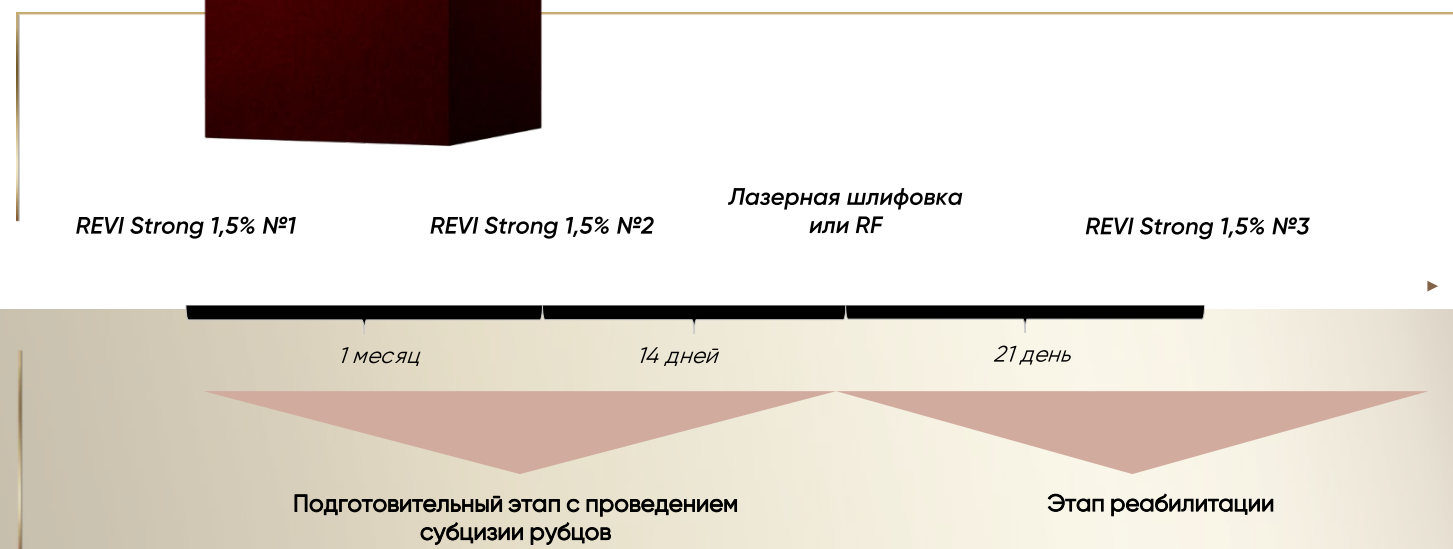 REVI Strong 1,5% №1
REVI Strong 1,5% №2
Лазерная шлифовка
или RF
REVI Strong 1,5% №3
1 месяц
14 дней
21 день
Подготовительный этап с проведением
субцизии рубцов
Этап реабилитации